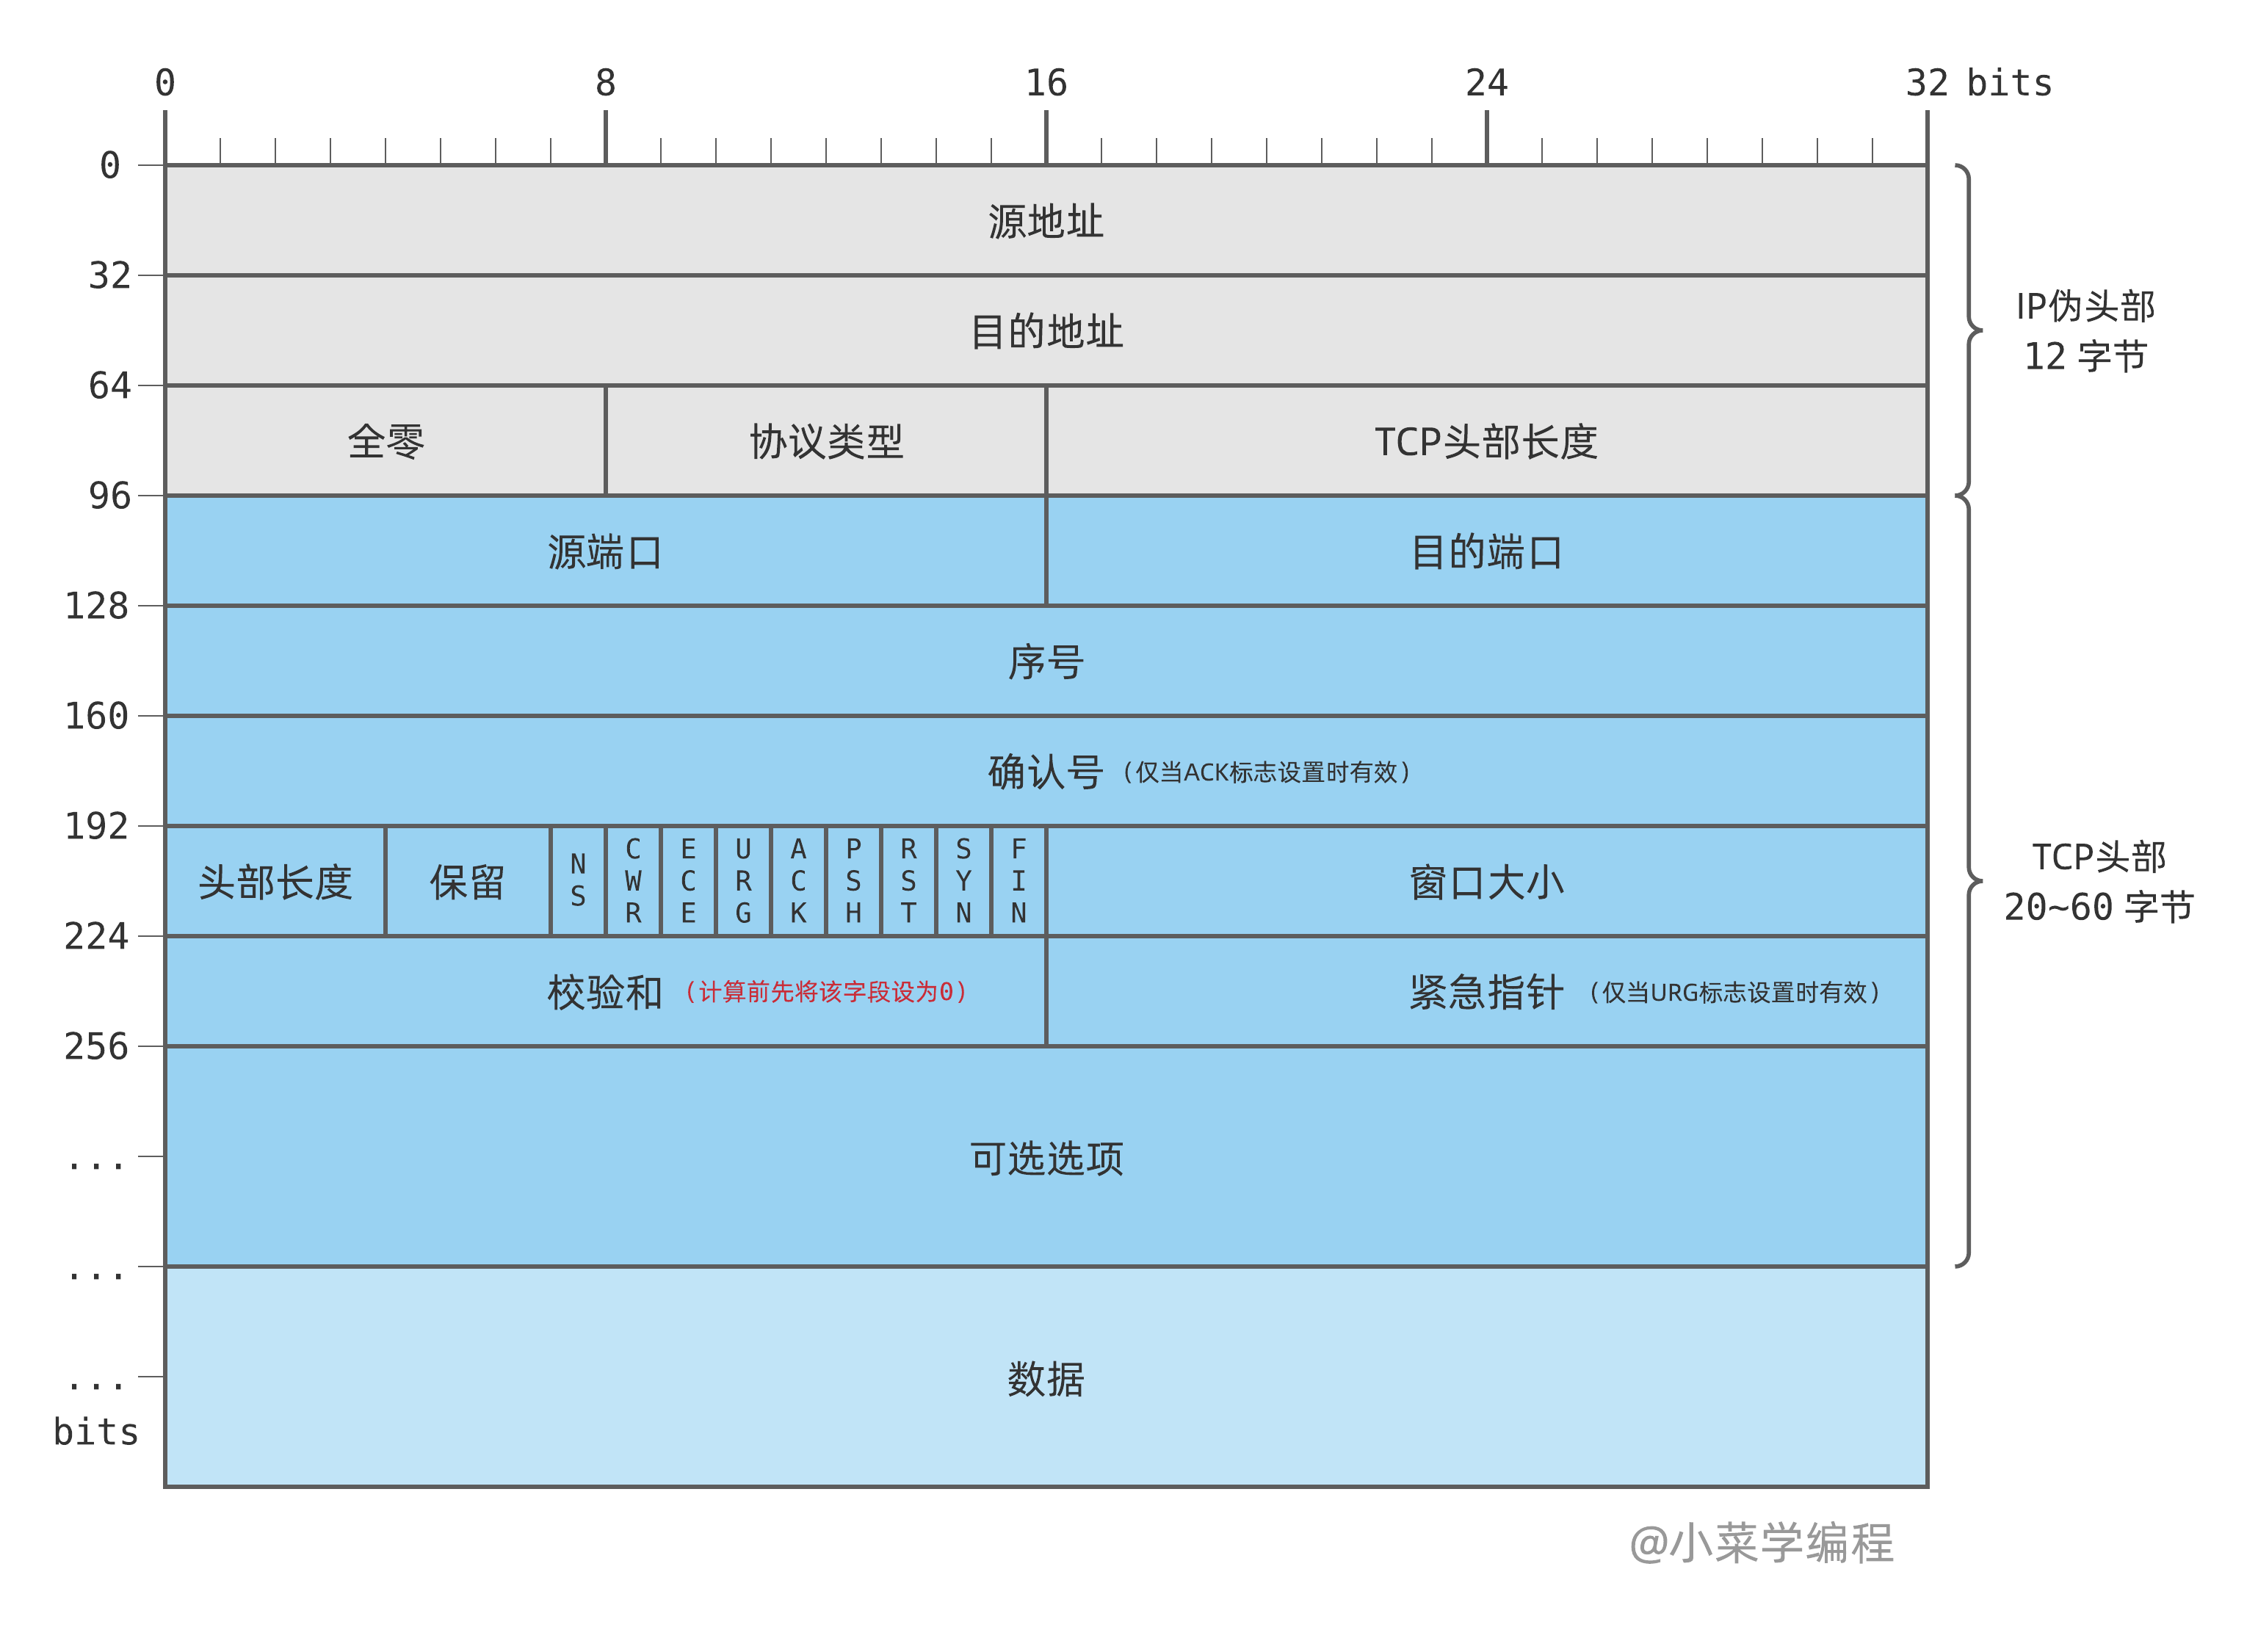 0 8 16 24 32 bits
0
源地址
32
目的地址
IP伪头部
12 字节
64
全零 协议类型 TCP头部长度
96
源端口 目的端口
128
序号
160
确认号（仅当ACK标志设置时有效）
192
头部长度 保留 NS CWR ECE URG ACK PSH RST SYN FIN 窗口大小
TCP头部
20~60 字节
224
校验和（计算前先将该字段设为0） 紧急指针（仅当URG标志设置时有效）
256
可选选项
...
...
数据
...
bits
@小菜学编程